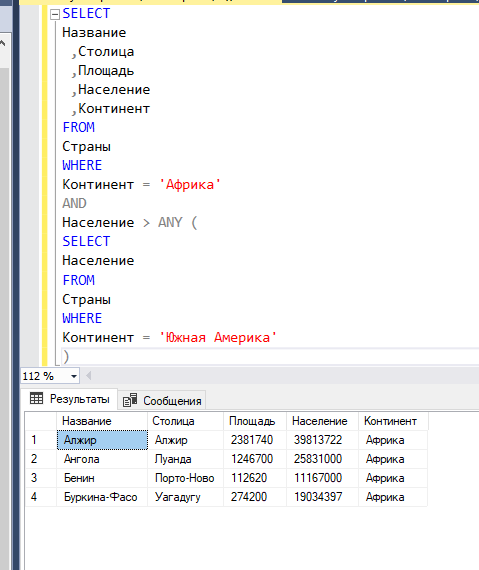 SELECT
Название
,Столица
,Площадь
,Население
,Континент
FROM
Страны
WHERE
Континент = 'Африка'
AND
Население > ANY (
SELECT
Население
FROM
Страны
WHERE
Континент = 'Южная Америка'
)
112 %
Результаты Сообщения
Название Столица Площадь Население Континент
1 Алжир Алжир 2381740 39813722 Африка
2 Ангола Луанда 1246700 25831000 Африка
3 Бенин Порто-Ново 112620 11167000 Африка
4 Буркина-Фасо Уагадугу 274200 19034397 Африка